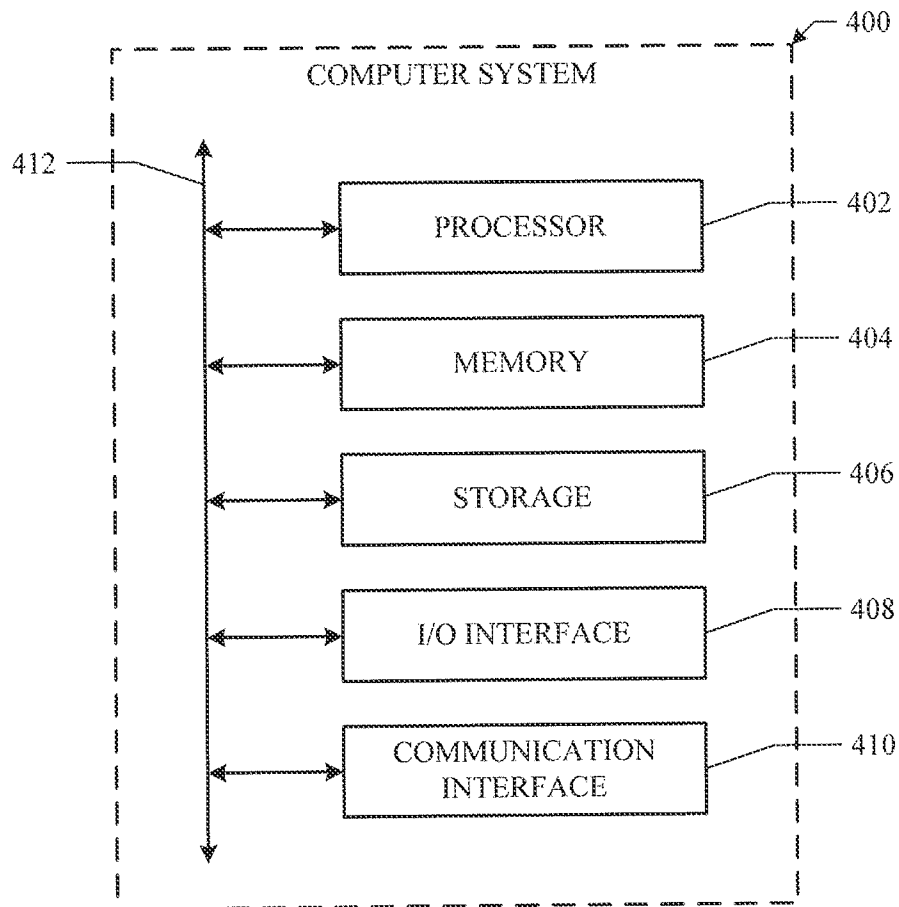 400
COMPUTER SYSTEM
412
PROCESSOR
402
MEMORY
404
STORAGE
406
I/O INTERFACE
408
COMMUNICATION
INTERFACE
410